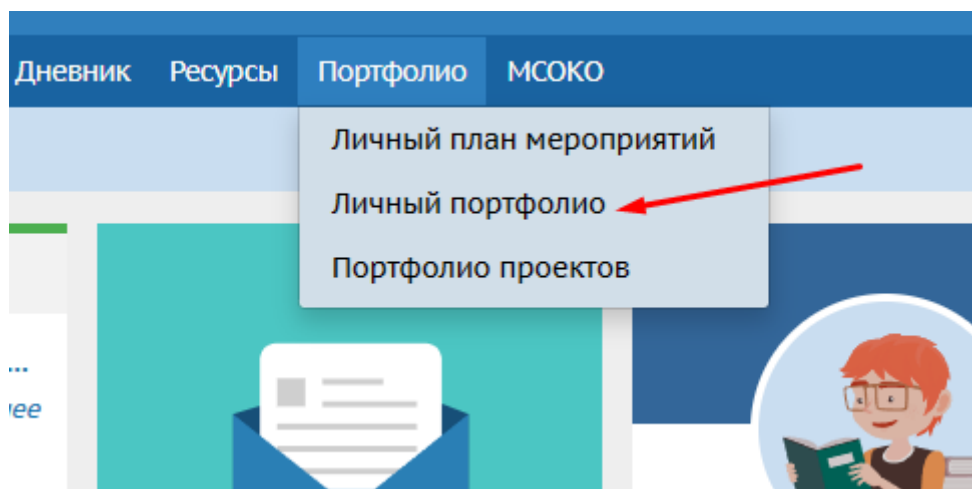 Дневник Ресурсы Портфолио МСОКО
Личный план мероприятий
Личный портфолио
Портфолио проектов
...